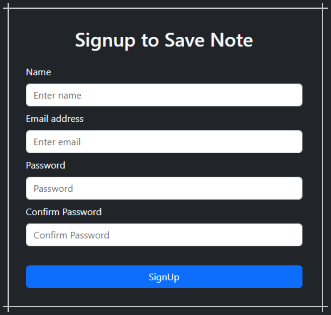 Signup to Save Note
Name
Enter name
Email address
Enter email
Password
Password
Confirm Password
Confirm Password
SignUp